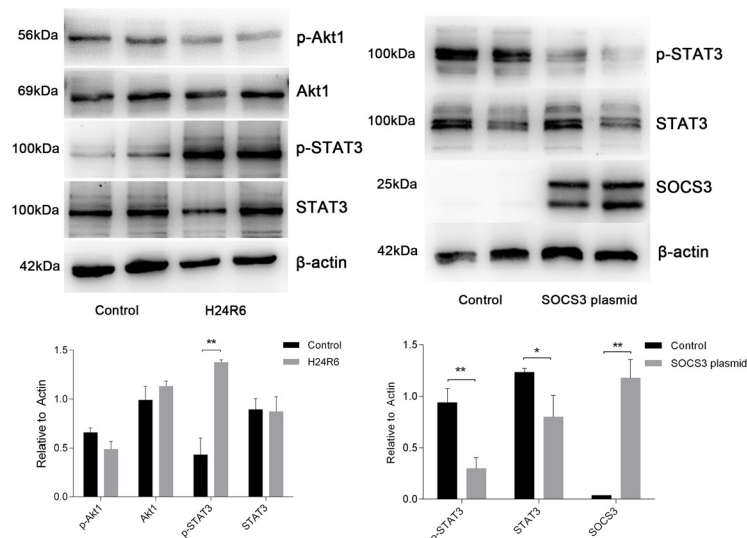 56kDa p-Akt1
69kDa Akt1
100kDa p-STAT3
100kDa STAT3
42kDa β-actin
Control H24R6
100kDa p-STAT3
100kDa STAT3
25kDa SOCS3
42kDa β-actin
Control SOCS3 plasmid
Relative to Actin
1.5
1.0
0.5
0.0
**
Control
H24R6
p-Akt1 Akt1 p-STAT3 STAT3
Relative to Actin
1.5
1.0
0.5
0.0
** * **
Control
SOCS3 plasmid
p-STAT3 STAT3 SOCS3